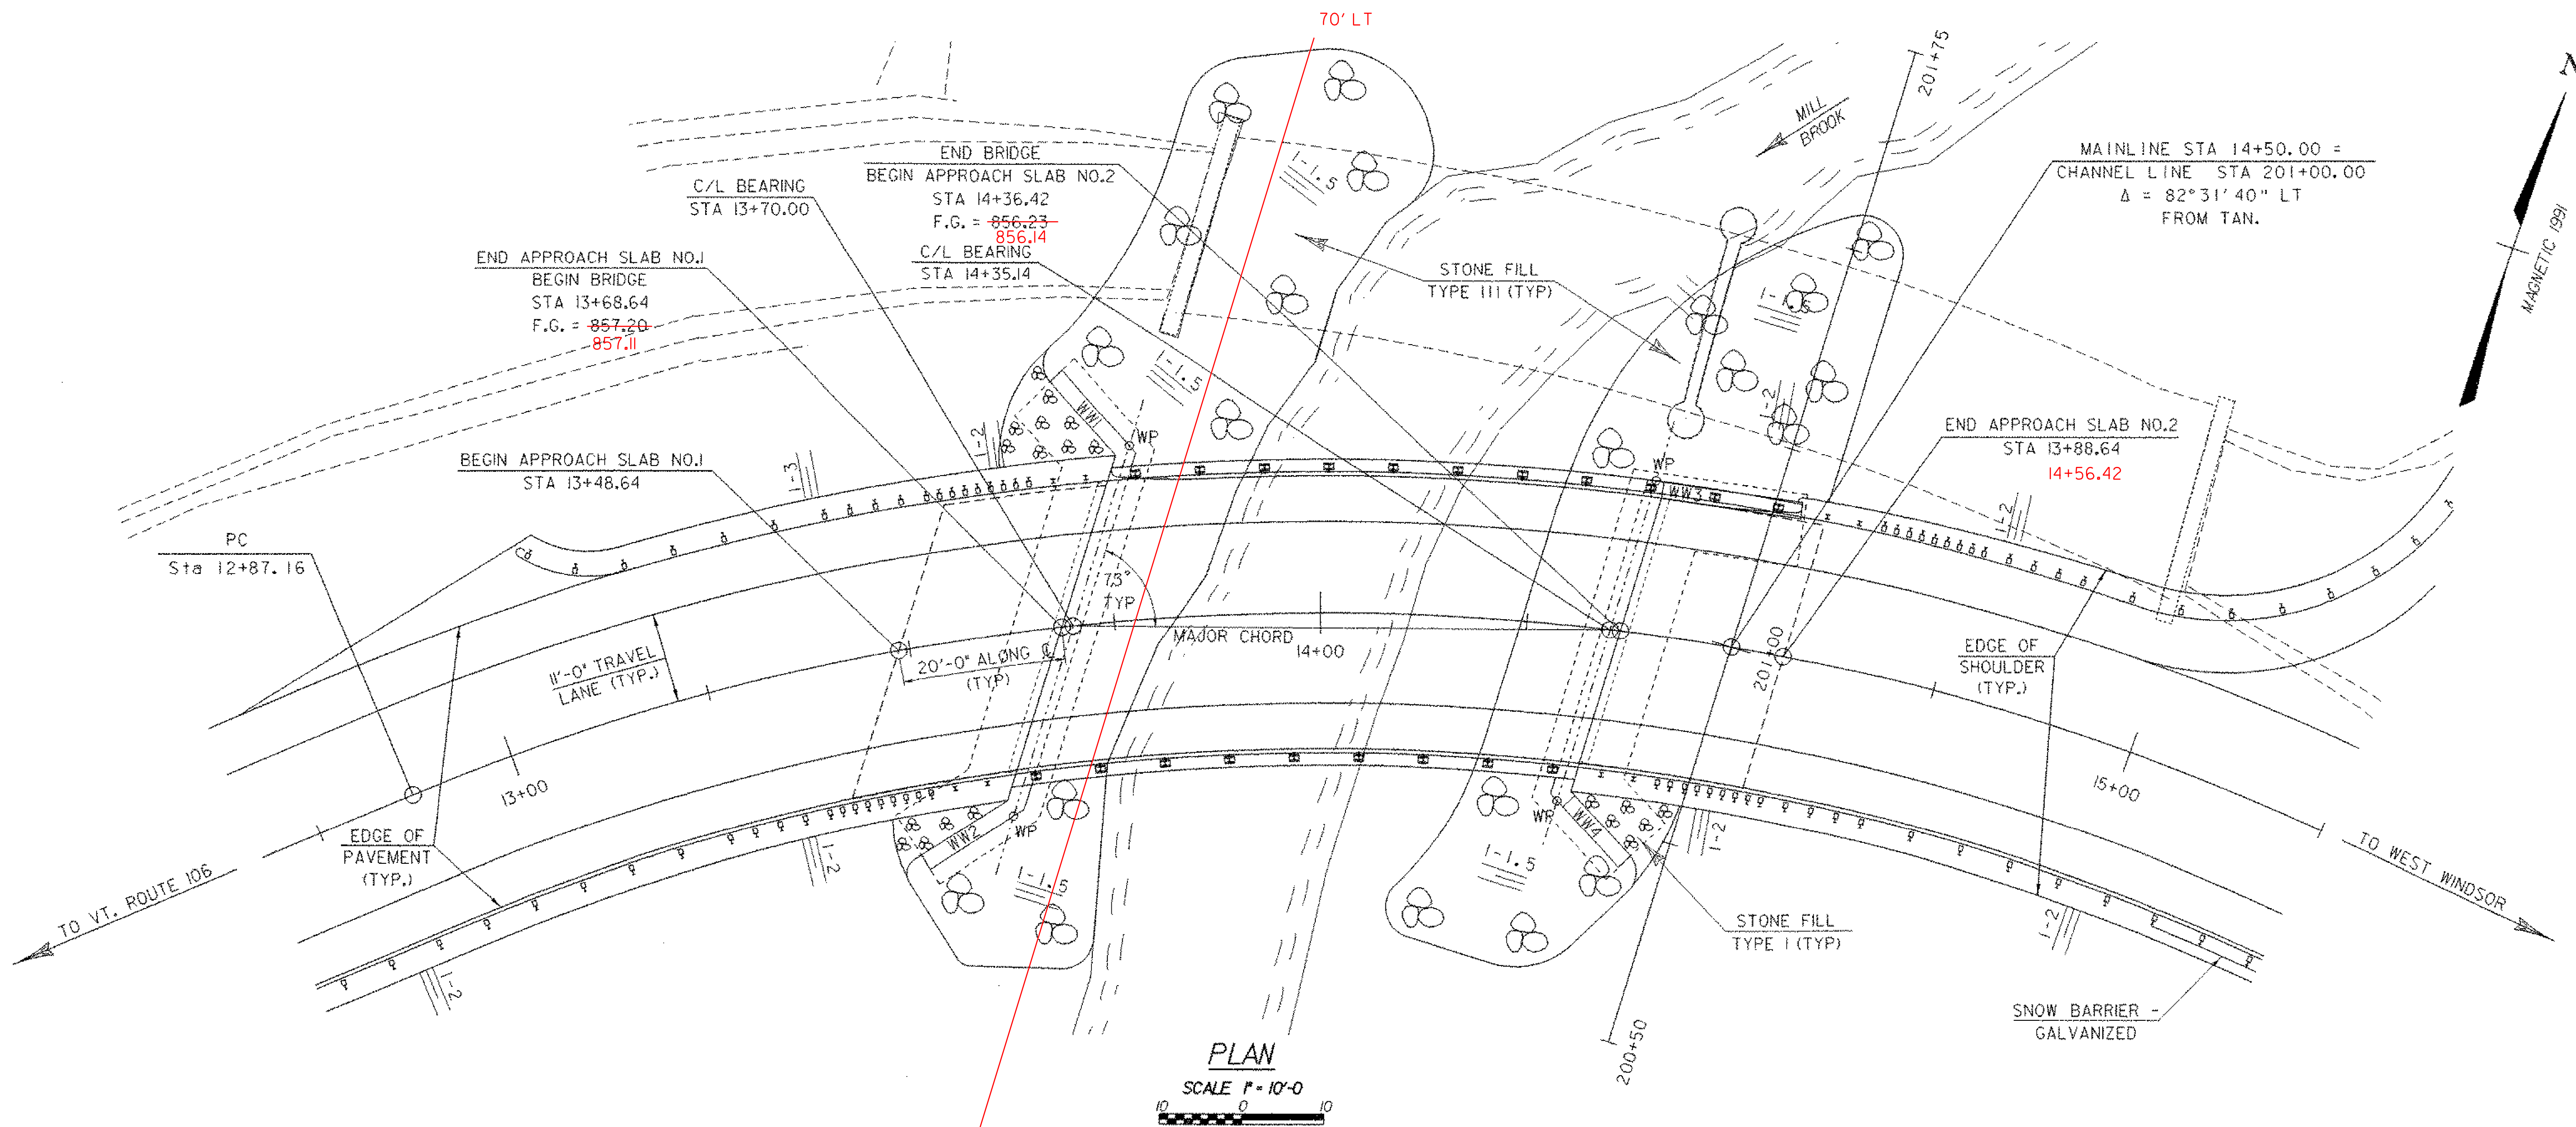 70' LT
201+75
N
MAGNETIC 1991
MILL
BROOK
MAINLINE STA 14+50.00 =
CHANNEL LINE STA 201+00.00
Δ = 82°31'40" LT
FROM TAN.
END BRIDGE
BEGIN APPROACH SLAB NO.2
STA 14+36.42
F.G. = 856.23
856.14
C/L BEARING
STA 14+35.14
C/L BEARING
STA 13+70.00
END APPROACH SLAB NO.1
BEGIN BRIDGE
STA 13+68.64
F.G. = 857.20
857.11
1-1.5
STONE FILL
TYPE III (TYP)
1-1.5
1-1.5
1-2
WW1
WP
WP
WW3
END APPROACH SLAB NO.2
STA 13+88.64
14+56.42
BEGIN APPROACH SLAB NO.1
STA 13+48.64
1-3
1-2
1-2
PC
Sta 12+87.16
73°
TYP
MAJOR CHORD
14+00
11'-0" TRAVEL
LANE (TYP.)
20'-0" ALONG ℄
(TYP)
201+00
EDGE OF
SHOULDER
(TYP.)
13+00
15+00
EDGE OF
PAVEMENT
(TYP.)
TO VT. ROUTE 106
TO WEST WINDSOR
1-2
1-2
WW2
WP
1-1.5
WP
WW4
1-1.5
1-2
1-2
STONE FILL
TYPE I (TYP)
SNOW BARRIER -
GALVANIZED
200+50
PLAN
SCALE 1" = 10'-0
10 0 10